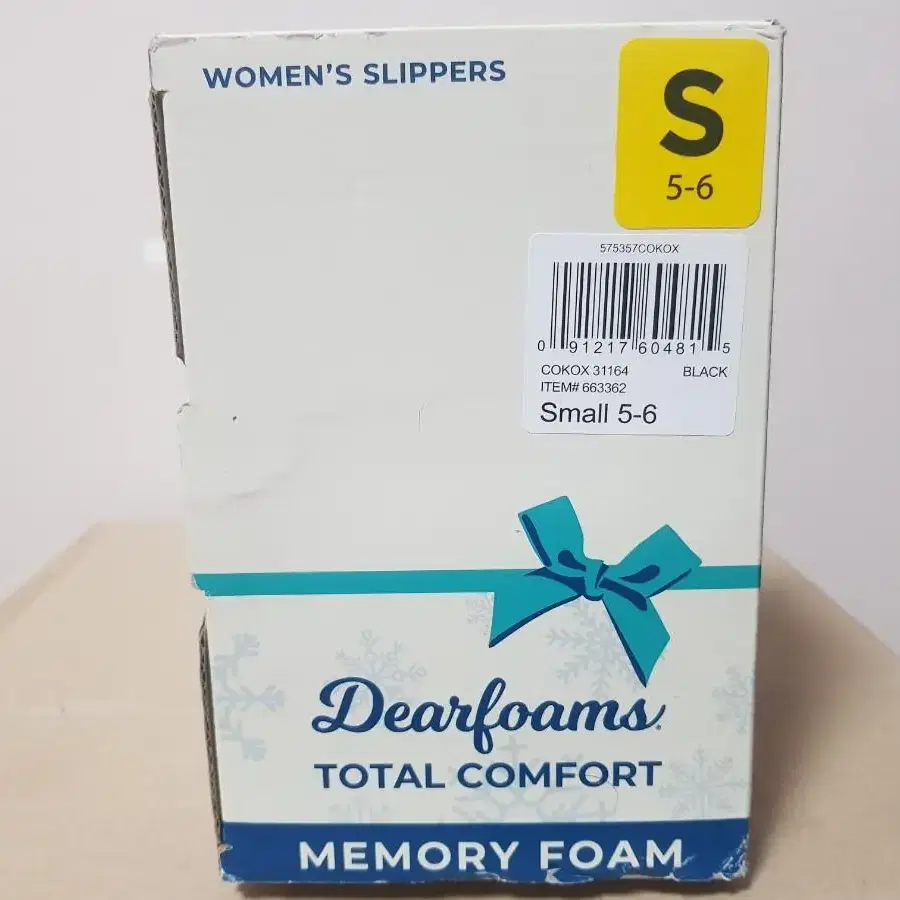 WOMEN'S SLIPPERS
S
5-6
575357COKOX
0 91217 60481 5
COKOX 31164 BLACK
ITEM# 663362
Small 5-6
Dearfoams
TOTAL COMFORT
MEMORY FOAM